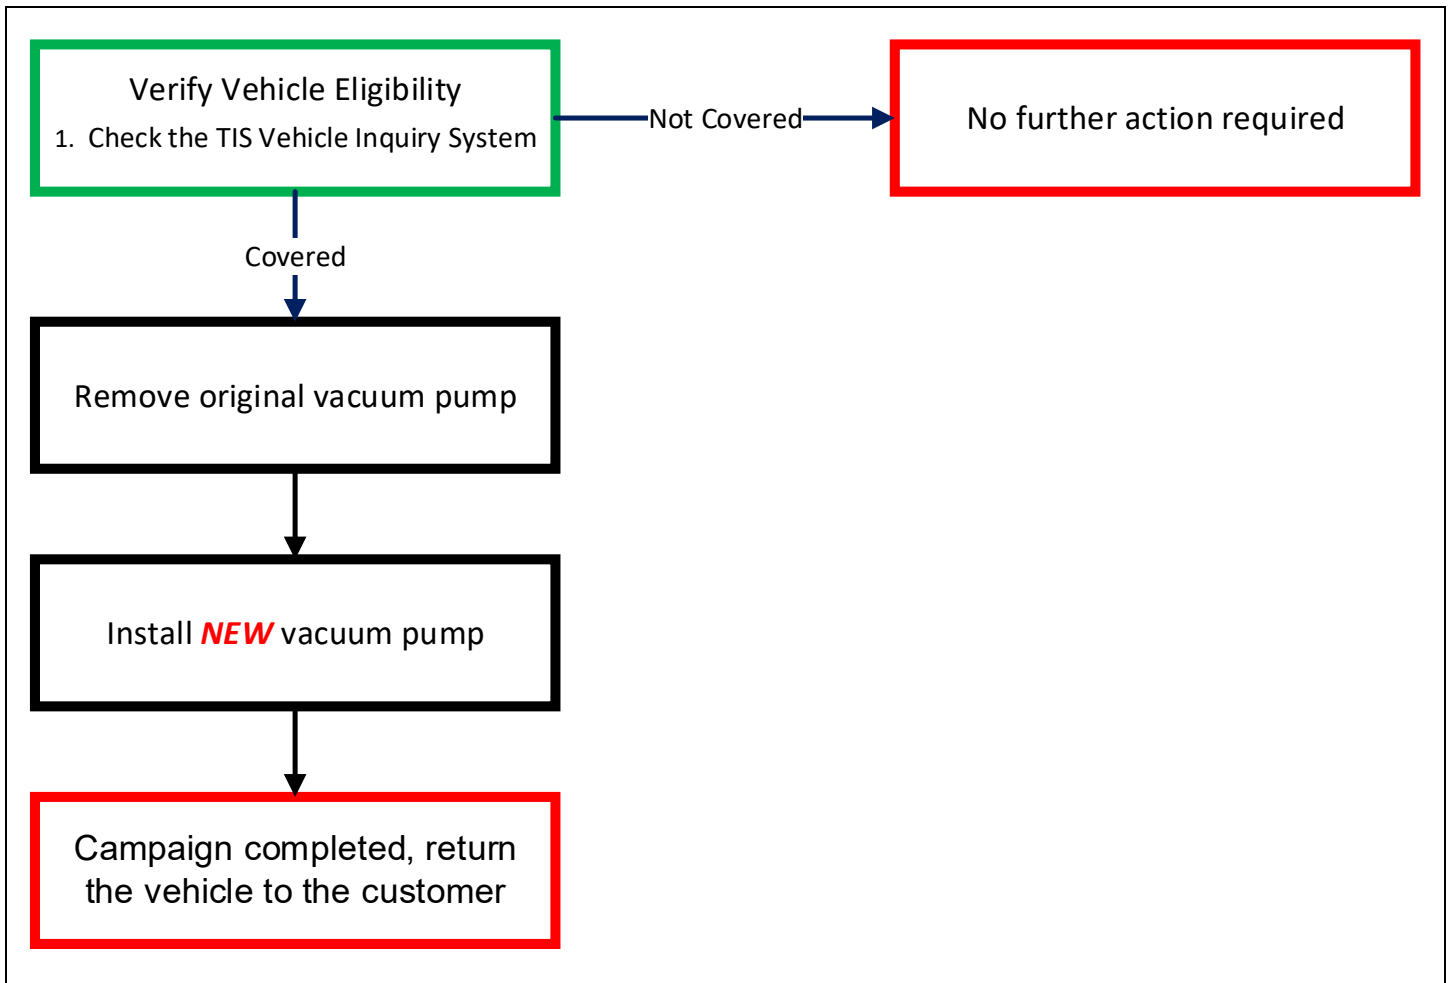 Verify Vehicle Eligibility
1. Check the TIS Vehicle Inquiry System
Not Covered
No further action required
Covered
Remove original vacuum pump
Install NEW vacuum pump
Campaign completed, return
the vehicle to the customer